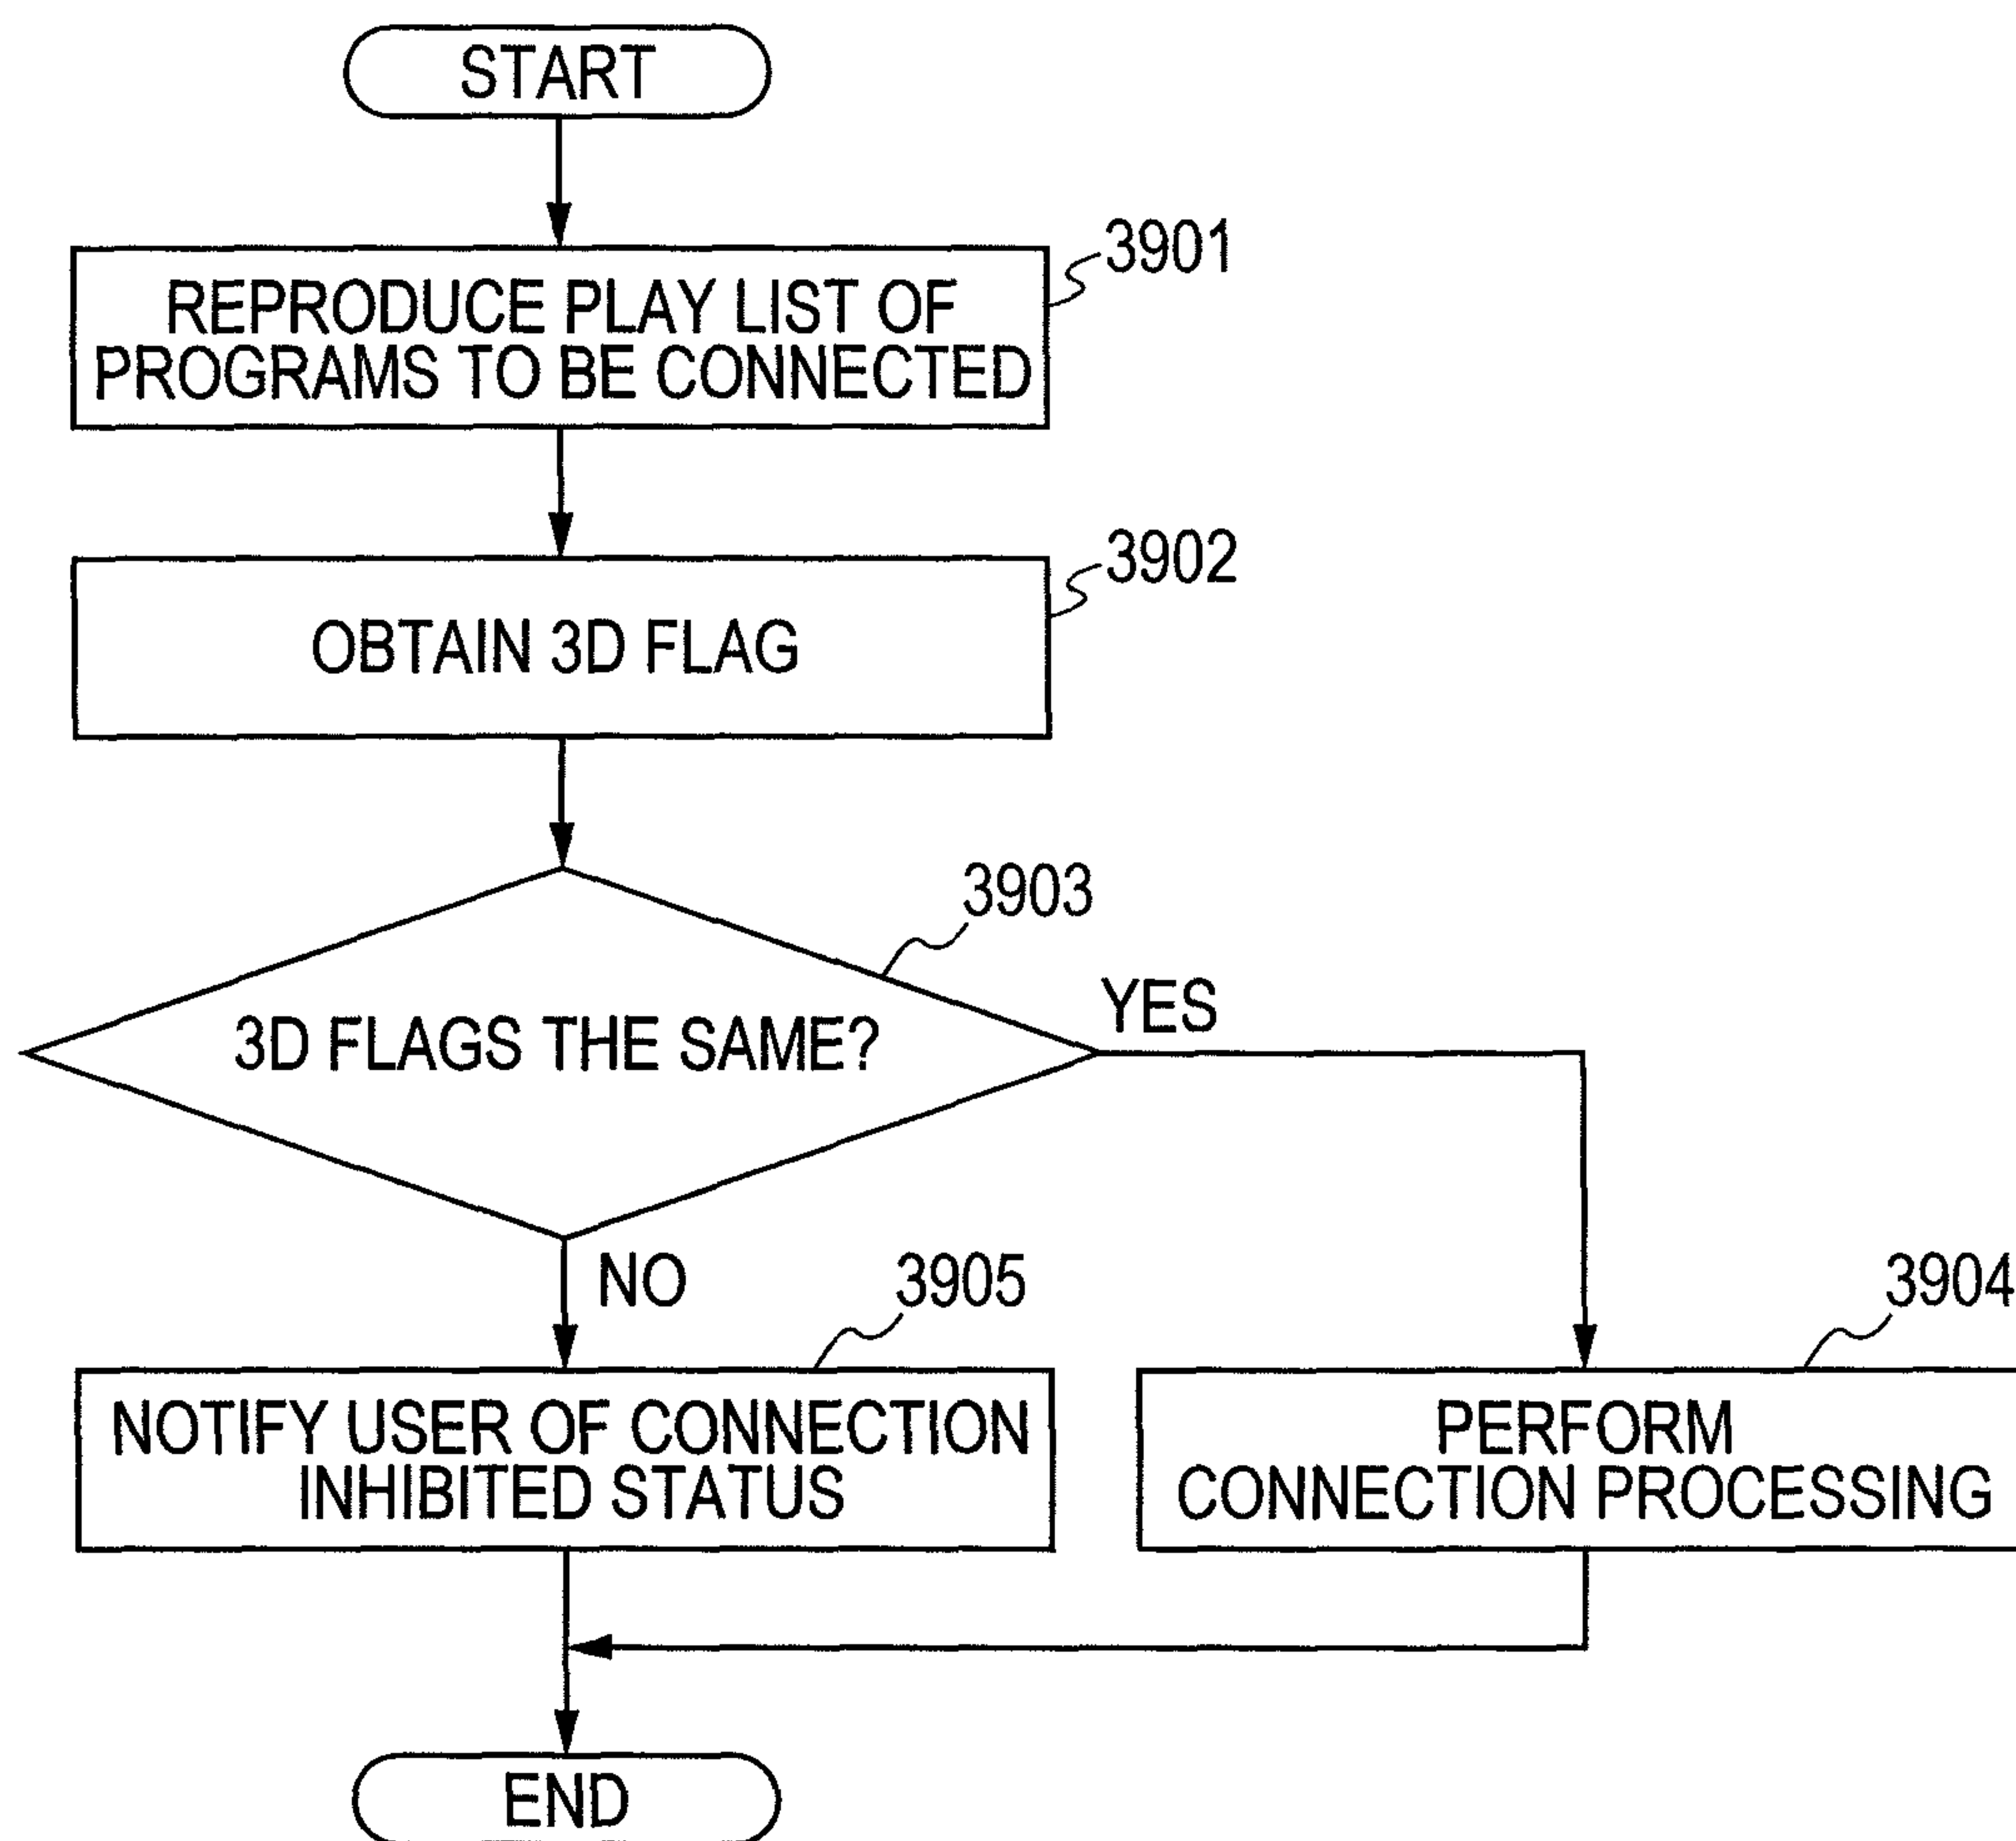 START
3901
REPRODUCE PLAY LIST OF
PROGRAMS TO BE CONNECTED
3902
OBTAIN 3D FLAG
3903
3D FLAGS THE SAME?
YES
NO
3905
3904
NOTIFY USER OF CONNECTION
INHIBITED STATUS
PERFORM
CONNECTION PROCESSING
END